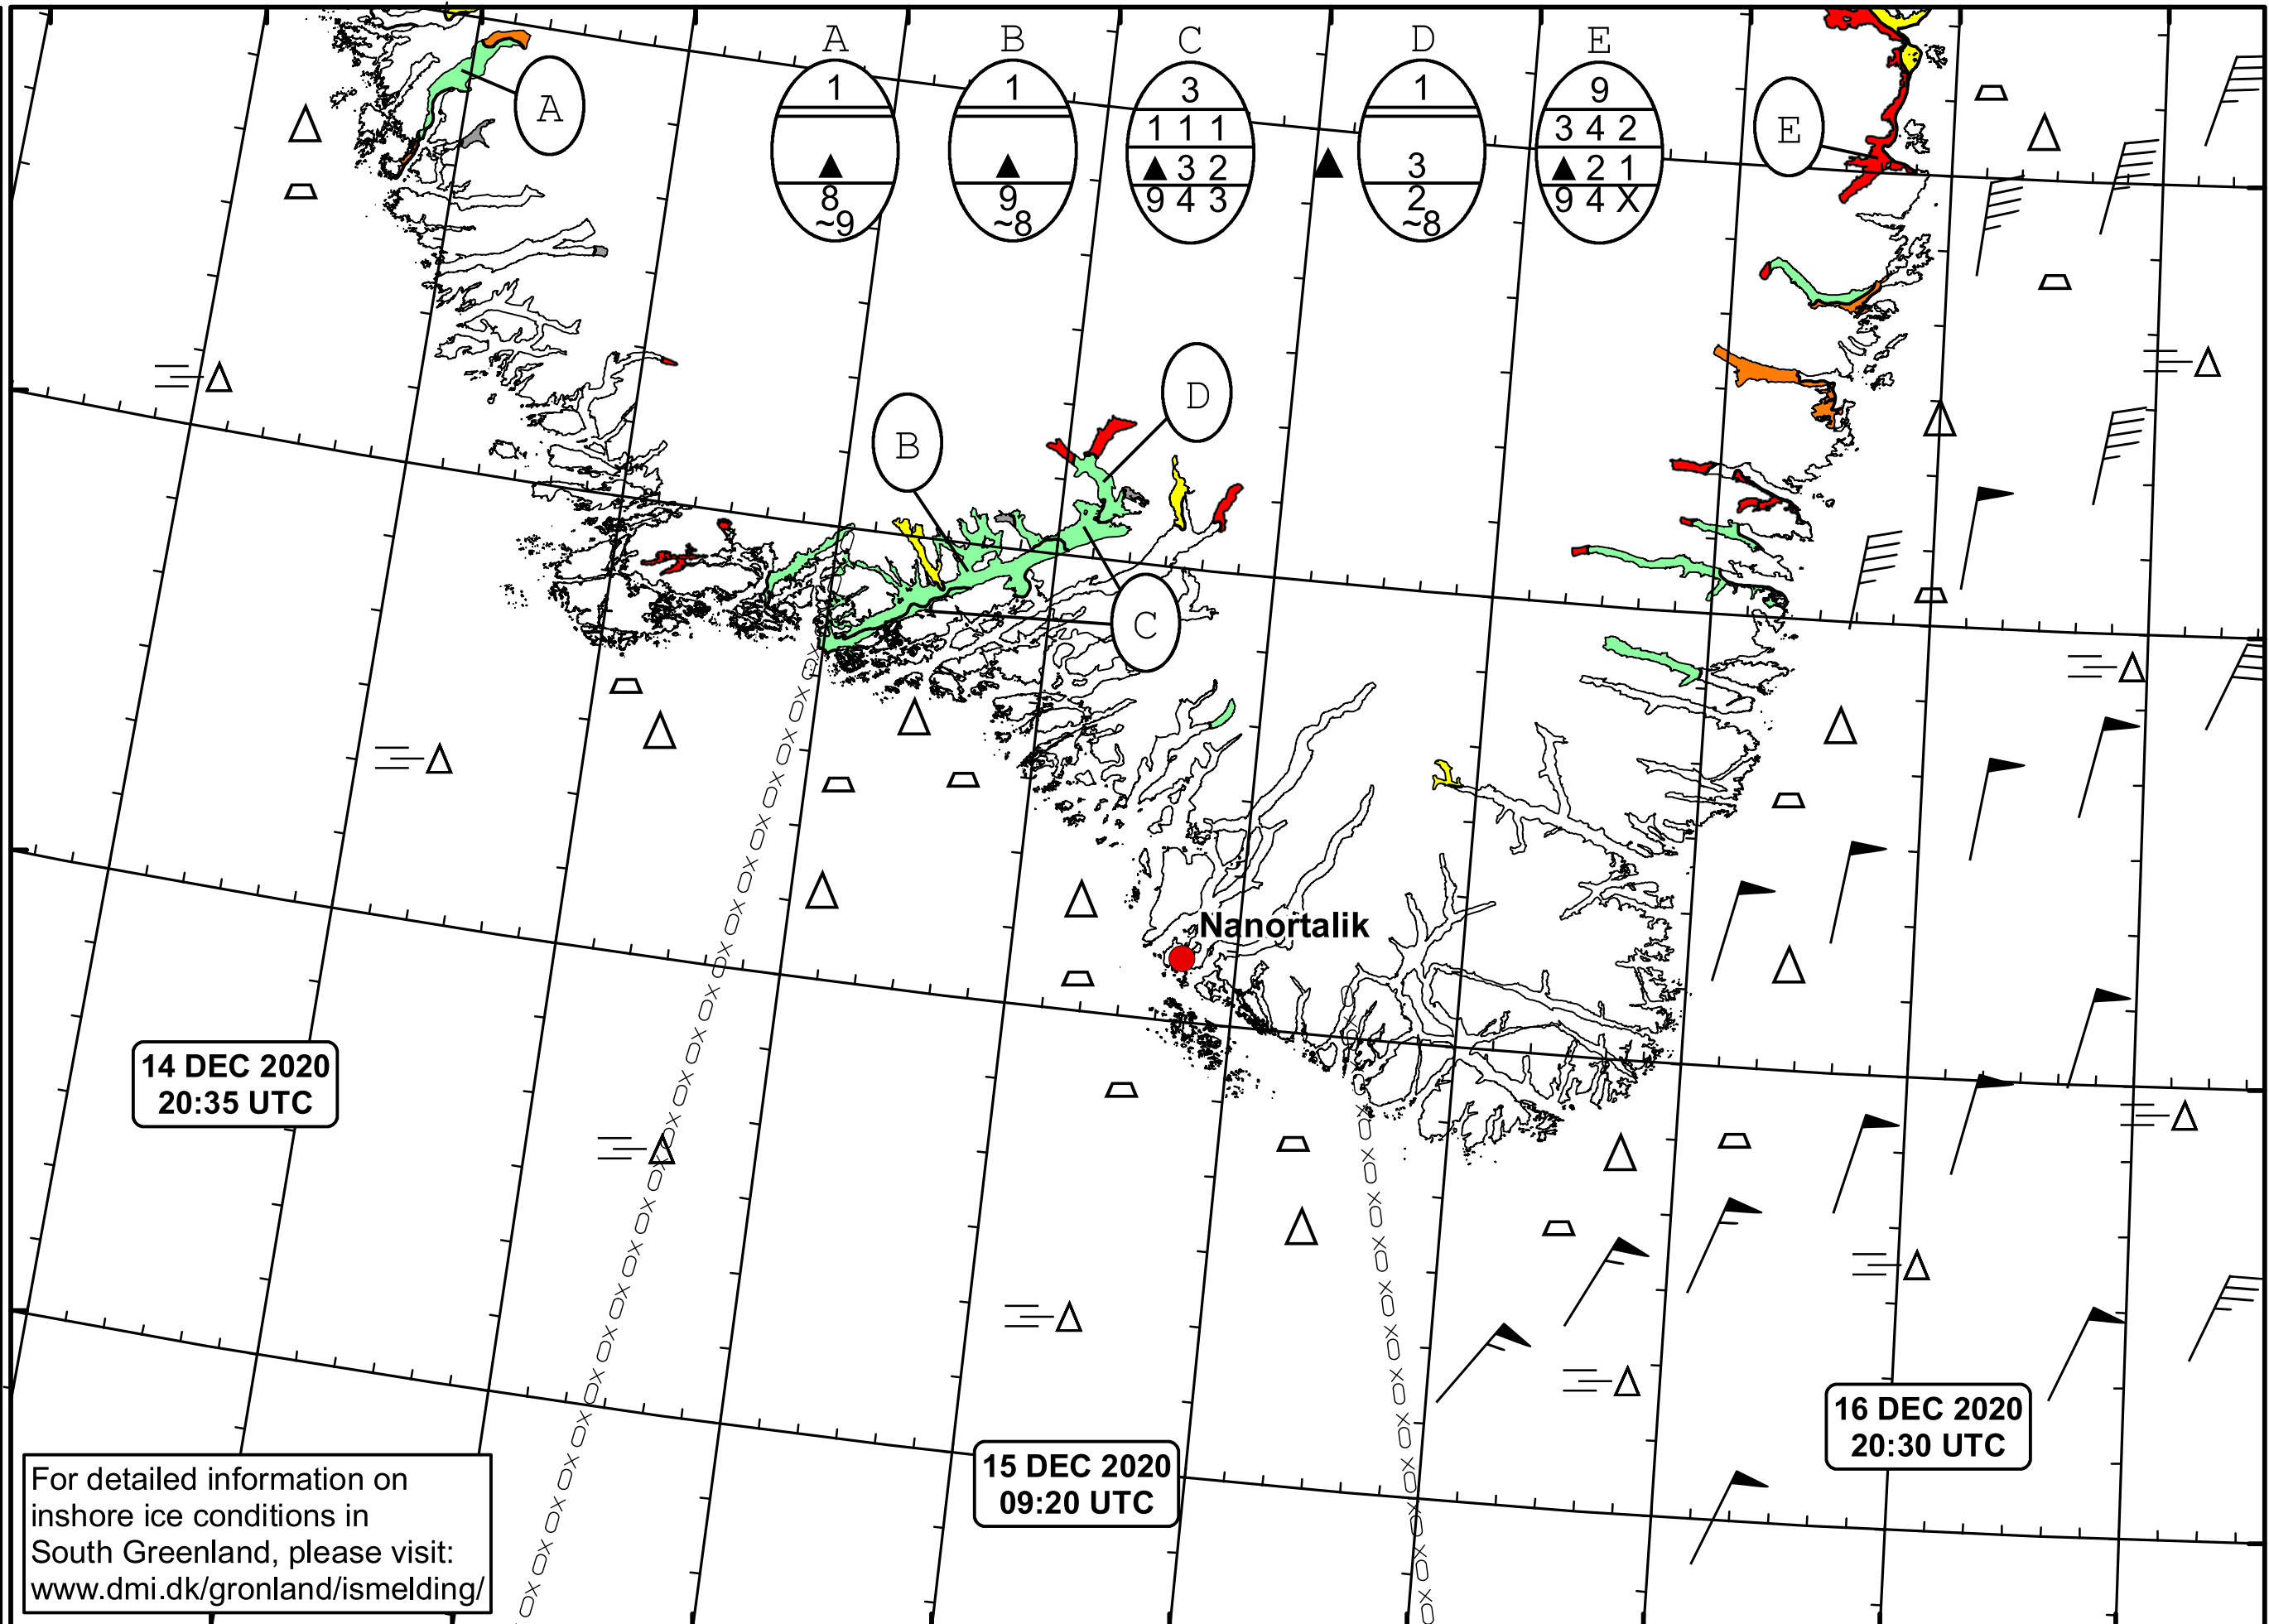 A B C D E
1 1 3 1 9
1 1 1 3 4 2
▲ ▲ ▲ 3 2 ▲ 3 ▲ 2 1
8 9 9 4 3 2 9 4 X
~9 ~8 ~8
A
E
D
B
C
Nanortalik
14 DEC 2020
20:35 UTC
16 DEC 2020
20:30 UTC
15 DEC 2020
09:20 UTC
For detailed information on
inshore ice conditions in
South Greenland, please visit:
www.dmi.dk/gronland/ismelding/